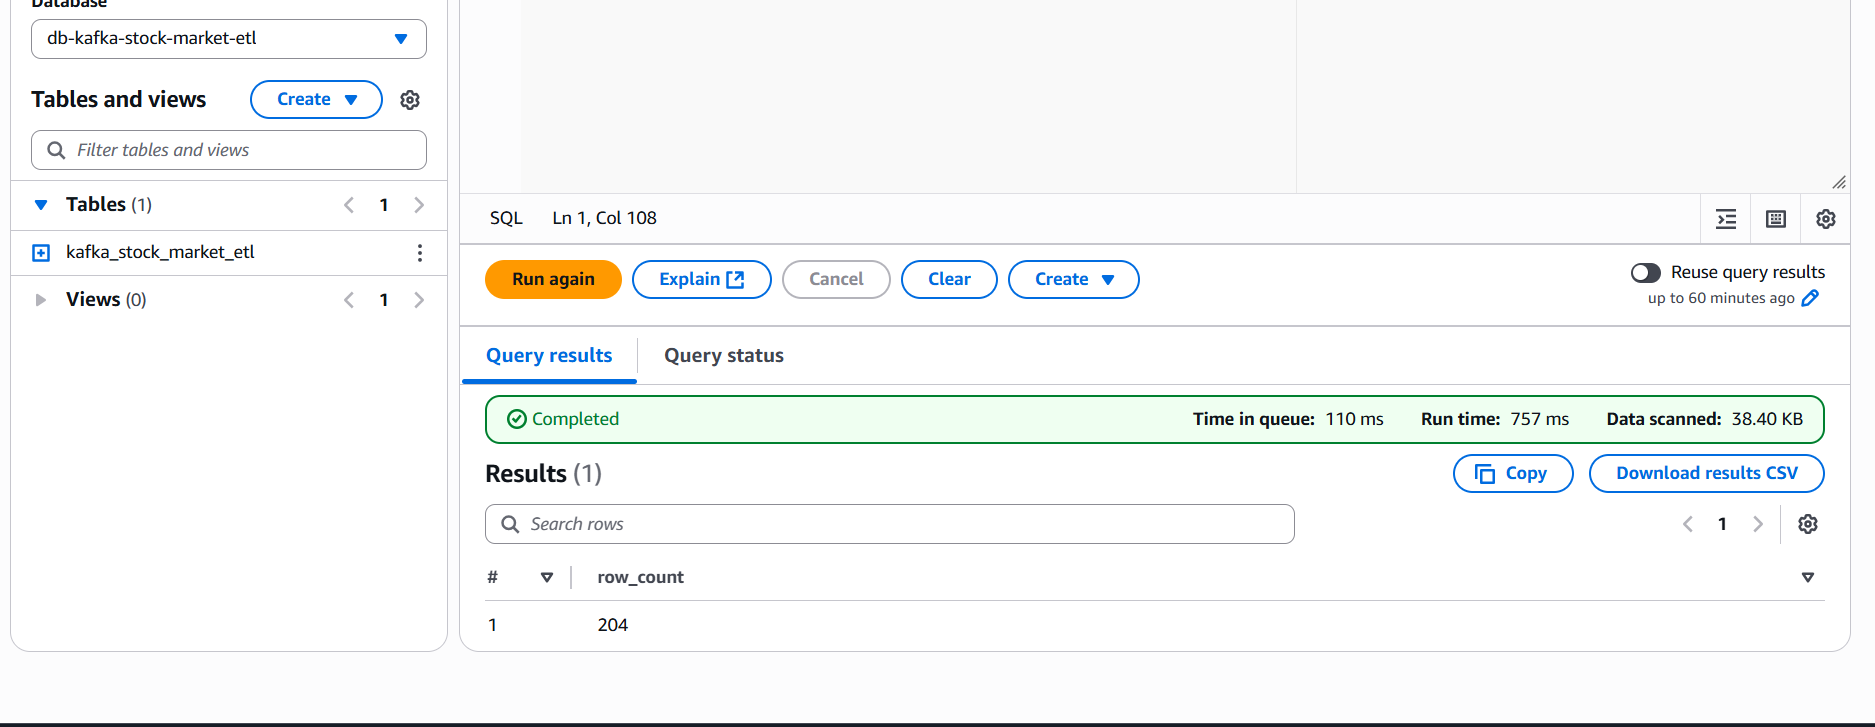 Database
db-kafka-stock-market-etl
Tables and views
Create
Filter tables and views
Tables (1)
1
kafka_stock_market_etl
Views (0)
1
SQL
Ln 1, Col 108
Run again
Explain
Cancel
Clear
Create
Reuse query results
up to 60 minutes ago
Query results
Query status
Completed
Time in queue: 110 ms
Run time: 757 ms
Data scanned: 38.40 KB
Results (1)
Copy
Download results CSV
Search rows
1
#
row_count
1
204